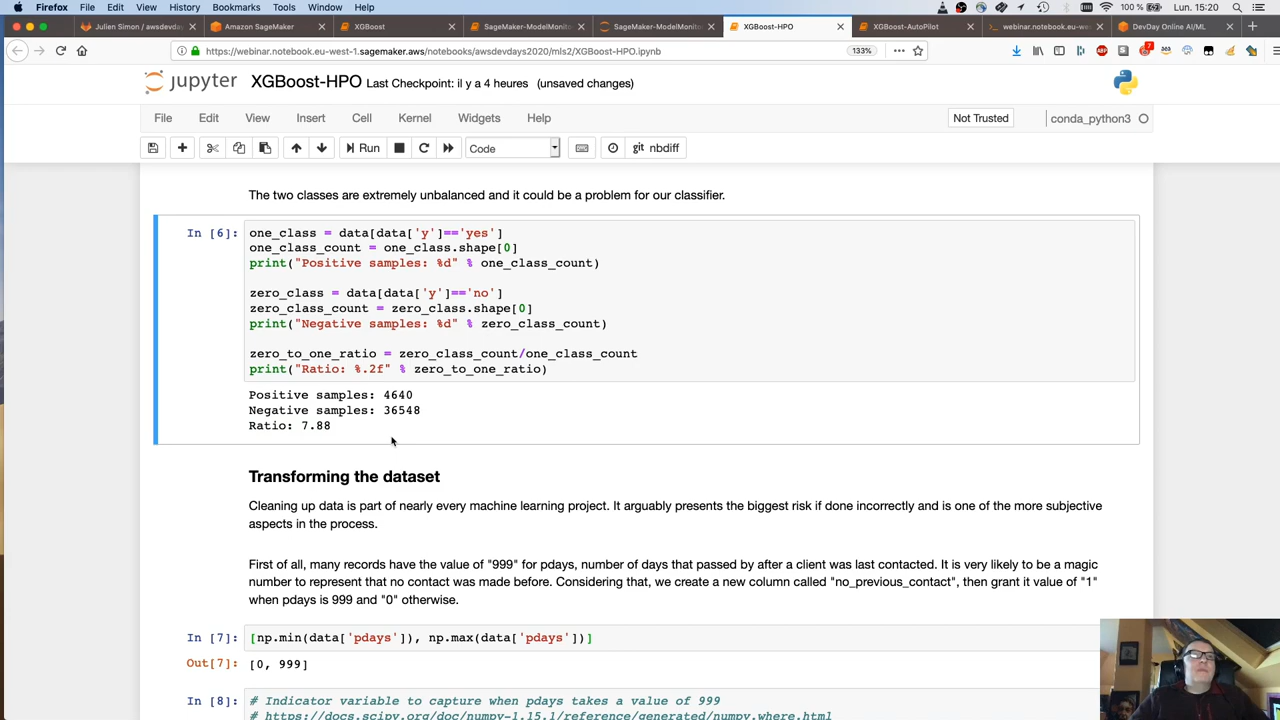 Firefox File Edit View History Bookmarks Tools Window Help
100 % Lun. 15:20
Julien Simon / awsdevdays
Amazon SageMaker
XGBoost
SageMaker-ModelMonitor
SageMaker-ModelMonitor
XGBoost-HPO
XGBoost-AutoPilot
webinar.notebook.eu-wes
DevDay Online AI/ML
https://webinar.notebook.eu-west-1.sagemaker.aws/notebooks/awsdevdays2020/mls2/XGBoost-HPO.ipynb
133%
jupyter XGBoost-HPO Last Checkpoint: il y a 4 heures (unsaved changes)
File Edit View Insert Cell Kernel Widgets Help
Not Trusted
conda_python3
Run
Code
git nbdiff
The two classes are extremely unbalanced and it could be a problem for our classifier.
In [6]: one_class = data[data['y']=='yes']
one_class_count = one_class.shape[0]
print("Positive samples: %d" % one_class_count)
zero_class = data[data['y']=='no']
zero_class_count = zero_class.shape[0]
print("Negative samples: %d" % zero_class_count)
zero_to_one_ratio = zero_class_count/one_class_count
print("Ratio: %.2f" % zero_to_one_ratio)
Positive samples: 4640
Negative samples: 36548
Ratio: 7.88
Transforming the dataset
Cleaning up data is part of nearly every machine learning project. It arguably presents the biggest risk if done incorrectly and is one of the more subjective
aspects in the process.
First of all, many records have the value of "999" for pdays, number of days that passed by after a client was last contacted. It is very likely to be a magic
number to represent that no contact was made before. Considering that, we create a new column called "no_previous_contact", then grant it value of "1"
when pdays is 999 and "0" otherwise.
In [7]: [np.min(data['pdays']), np.max(data['pdays'])]
Out[7]: [0, 999]
In [8]: # Indicator variable to capture when pdays takes a value of 999
# https://docs.scipy.org/doc/numpy-1.15.1/reference/generated/numpy.where.html